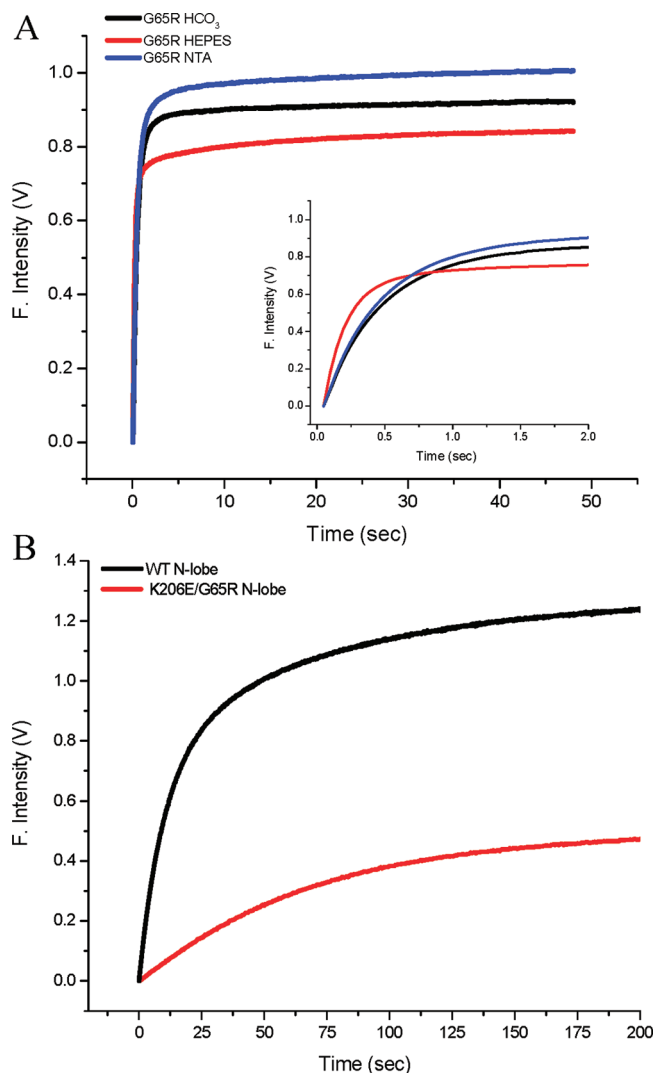 A
G65R HCO₃
G65R HEPES
G65R NTA
F. Intensity (V)
1.0
0.8
0.6
0.4
0.2
0.0
0 10 20 30 40 50
Time (sec)
F. Intensity (V)
1.0
0.8
0.6
0.4
0.2
0.0
0.0 0.5 1.0 1.5 2.0
Time (sec)
B
WT N-lobe
K206E/G65R N-lobe
F. Intensity (V)
1.4
1.2
1.0
0.8
0.6
0.4
0.2
0.0
0 25 50 75 100 125 150 175 200
Time (sec)